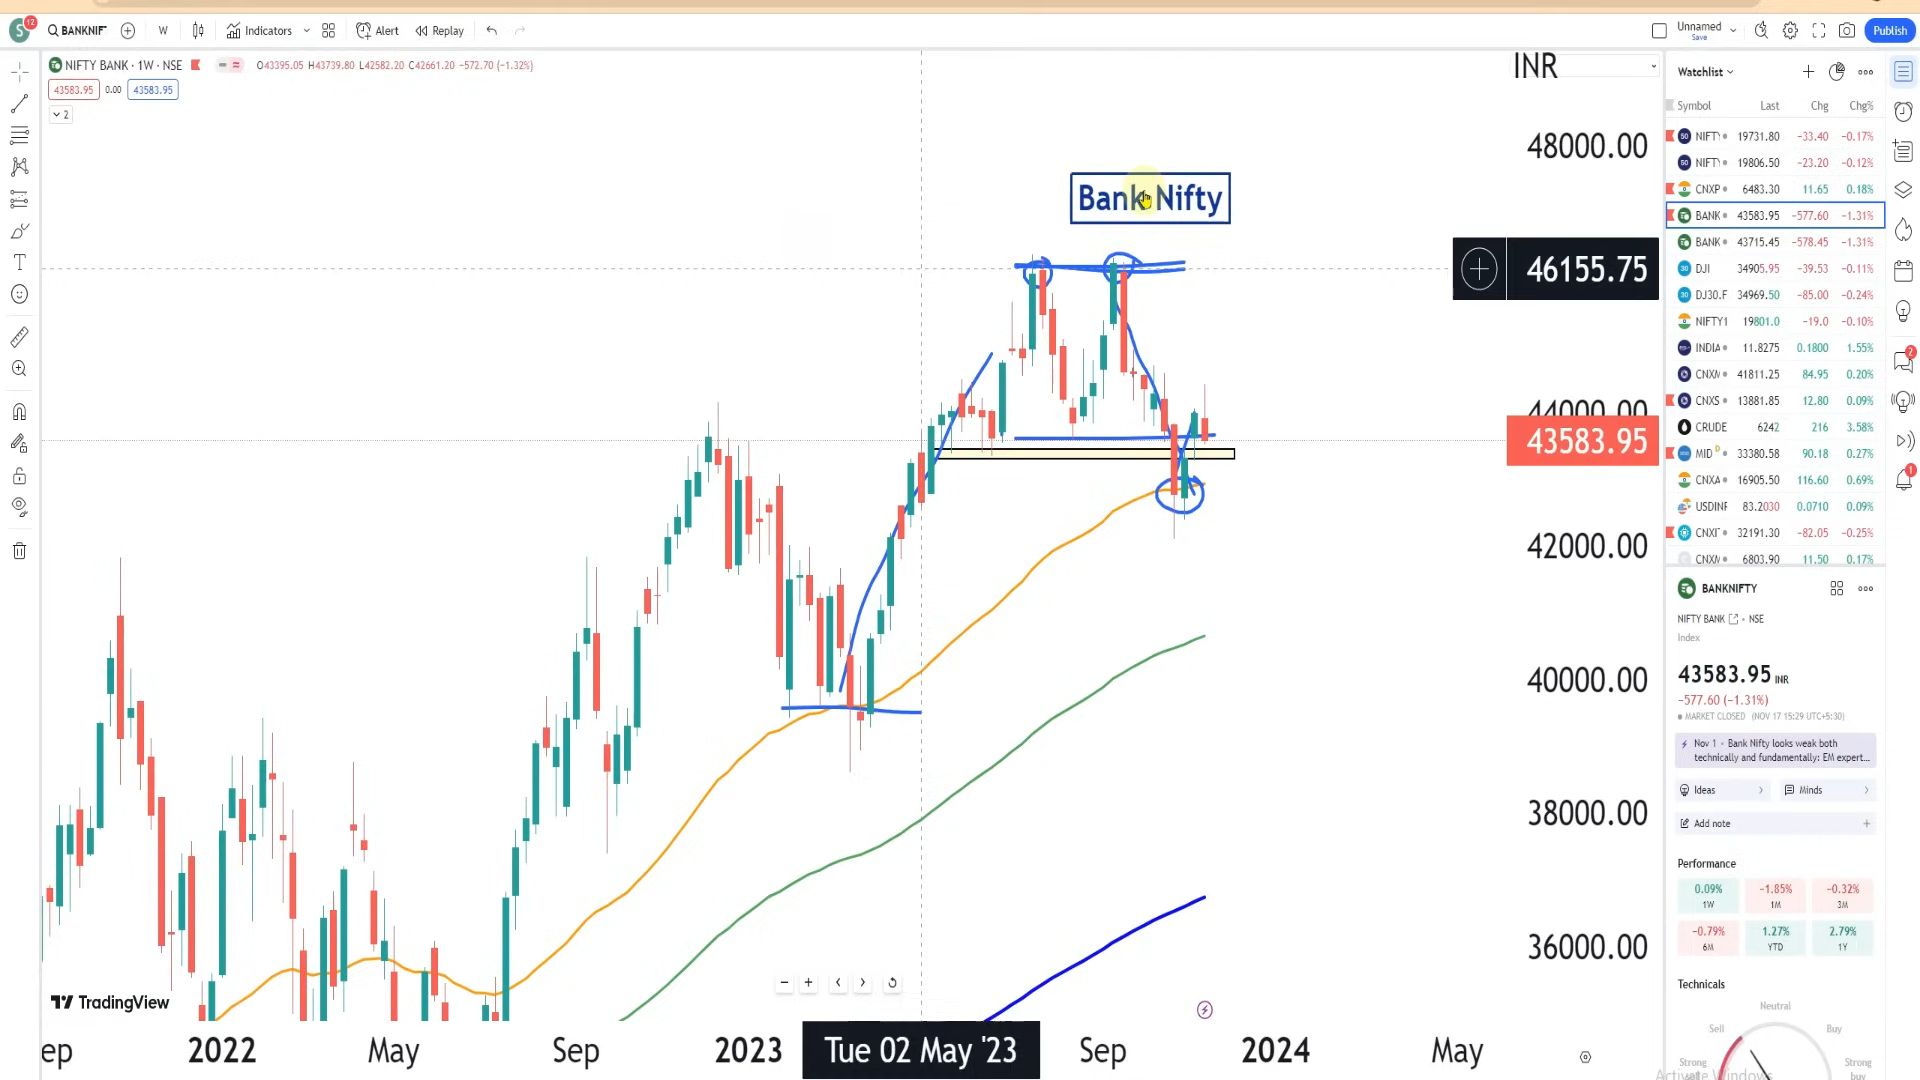 S 12 BANKNIF W Indicators Alert Replay Unnamed Save Publish
NIFTY BANK · 1W · NSE O43395.05 H43739.80 L42582.20 C42661.20 -572.70 (-1.32%) INR
43583.95 0.00 43583.95
2
Bank Nifty
48000.00
46155.75
44000.00
43583.95
42000.00
40000.00
38000.00
36000.00
TradingView
ep 2022 May Sep 2023 Tue 02 May '23 Sep 2024 May
Watchlist
Symbol Last Chg Chg%
50 NIFTY 19731.80 -33.40 -0.17%
50 NIFTY 19806.50 -23.20 -0.12%
CNXP 6483.30 11.65 0.18%
BANK 43583.95 -577.60 -1.31%
BANK 43715.45 -578.45 -1.31%
30 DJI 34905.95 -39.53 -0.11%
30 DJ30.F 34969.50 -85.00 -0.24%
NIFTY1 19801.0 -19.0 -0.10%
INDIA 11.8275 0.1800 1.55%
41811.25 84.95 0.20%
CNXS 13881.85 12.80 0.09%
CRUDE 6242 216 3.58%
MID D 33380.58 90.18 0.27%
CNXA 16905.50 116.60 0.69%
USDINF 83.2030 0.0710 0.09%
CNXI 32191.30 -82.05 -0.25%
6803.90 11.50 0.17%
BANKNIFTY
NIFTY BANK · NSE
Index
43583.95 INR
-577.60 (-1.31%)
MARKET CLOSED (NOV 17 15:29 UTC+5:30)
Nov 1 · Bank Nifty looks weak both
technically and fundamentally: EM expert...
Ideas Minds
Add note
Performance
0.09% -1.85% -0.32%
1W 1M 3M
-0.79% 1.27% 2.79%
6M YTD 1Y
Technicals
Neutral
Sell Buy
Strong Strong
sell buy
2
1